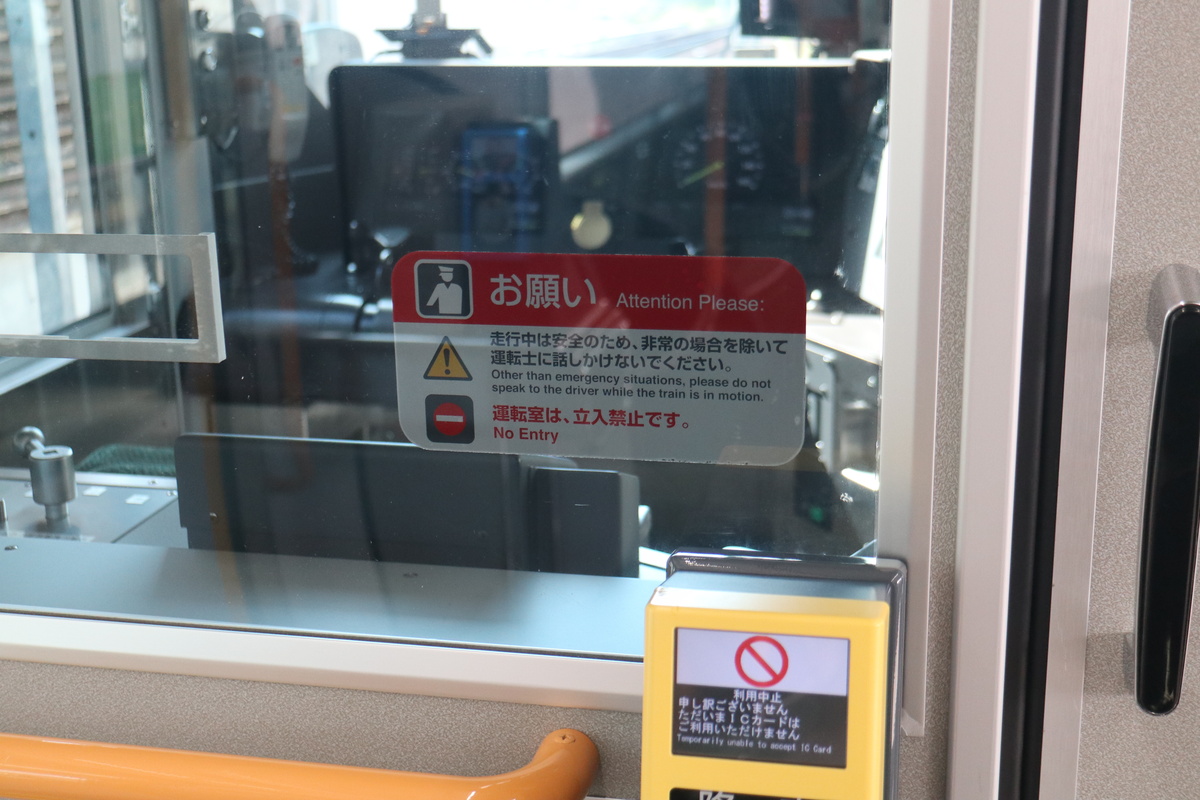 お願い Attention Please:
走行中は安全のため、非常の場合を除いて
運転士に話しかけないでください。
Other than emergency situations, please do not
speak to the driver while the train is in motion.
運転室は、立入禁止です。
No Entry
利用中止
申し訳ございません
ただいまICカードは
ご利用いただけません
Temporarily unable to accept IC Card